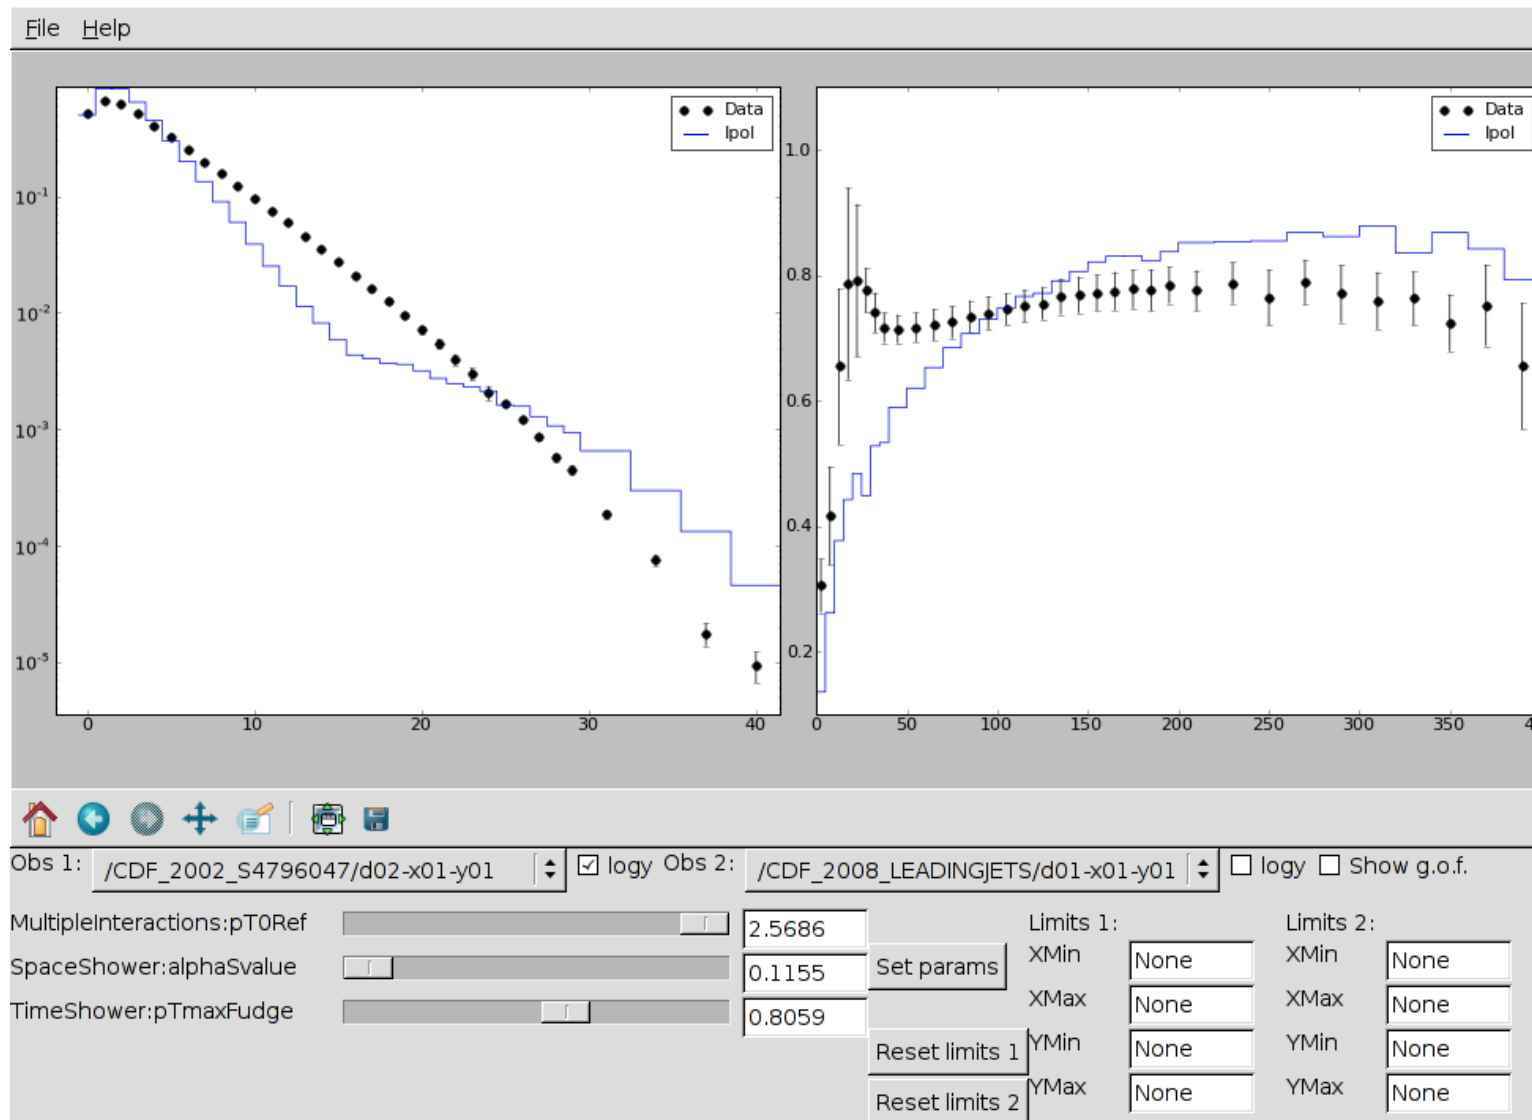 File Help
Data
Ipol
10⁻¹
10⁻²
10⁻³
10⁻⁴
10⁻⁵
0 10 20 30 40
Data
Ipol
1.0
0.8
0.6
0.4
0.2
0 50 100 150 200 250 300 350 4
Obs 1: /CDF_2002_S4796047/d02-x01-y01 logy Obs 2: /CDF_2008_LEADINGJETS/d01-x01-y01 logy Show g.o.f.
MultipleInteractions:pT0Ref 2.5686 Limits 1: Limits 2:
SpaceShower:alphaSvalue 0.1155 Set params XMin None XMin None
TimeShower:pTmaxFudge 0.8059 XMax None XMax None
Reset limits 1 YMin None YMin None
Reset limits 2 YMax None YMax None